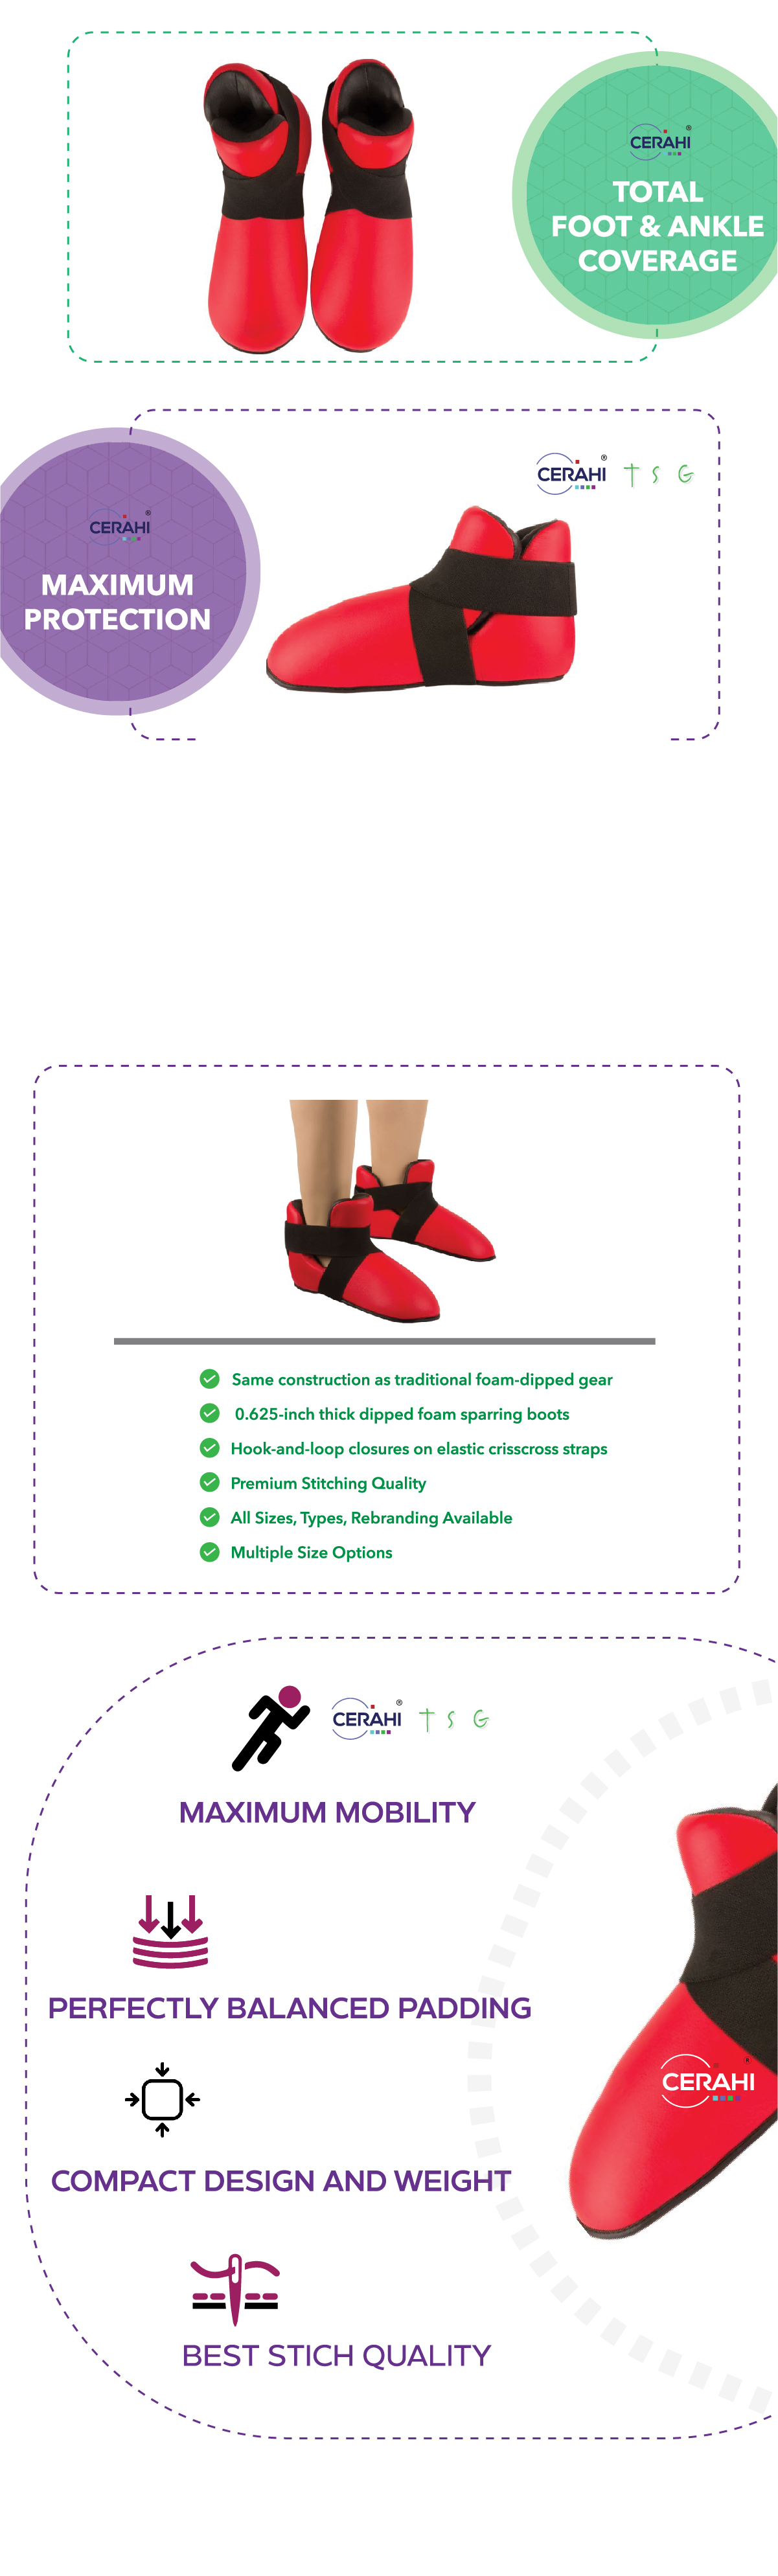 CERAHI ®
TOTAL
FOOT & ANKLE
COVERAGE
CERAHI ® T S G
CERAHI ®
MAXIMUM
PROTECTION
Same construction as traditional foam-dipped gear
0.625-inch thick dipped foam sparring boots
Hook-and-loop closures on elastic crisscross straps
Premium Stitching Quality
All Sizes, Types, Rebranding Available
Multiple Size Options
CERAHI ® T S G
MAXIMUM MOBILITY
PERFECTLY BALANCED PADDING
CERAHI ®
COMPACT DESIGN AND WEIGHT
BEST STICH QUALITY